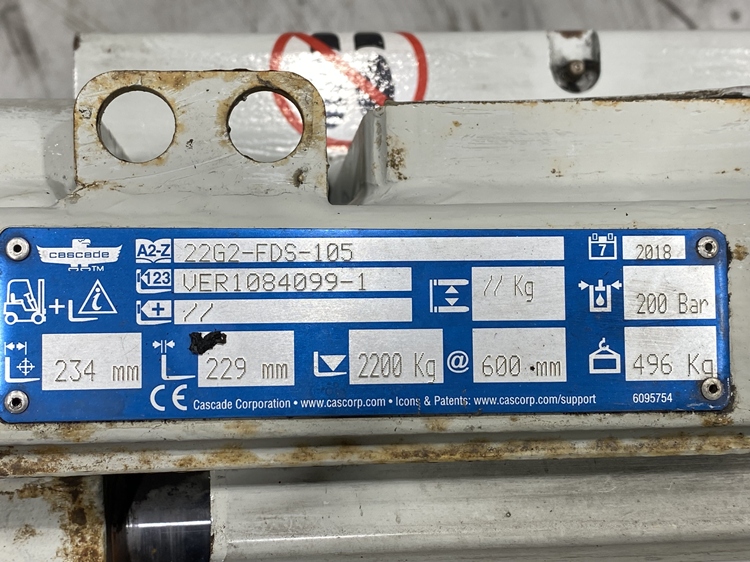 cascade
TM
A2-Z 22G2-FDS-105
7 2018
123 VER1084099-1
// Kg
200 Bar
//
234 mm
229 mm
2200 Kg @ 600 mm
496 Kg
CE Cascade Corporation • www.cascorp.com • Icons & Patents: www.cascorp.com/support 6095754